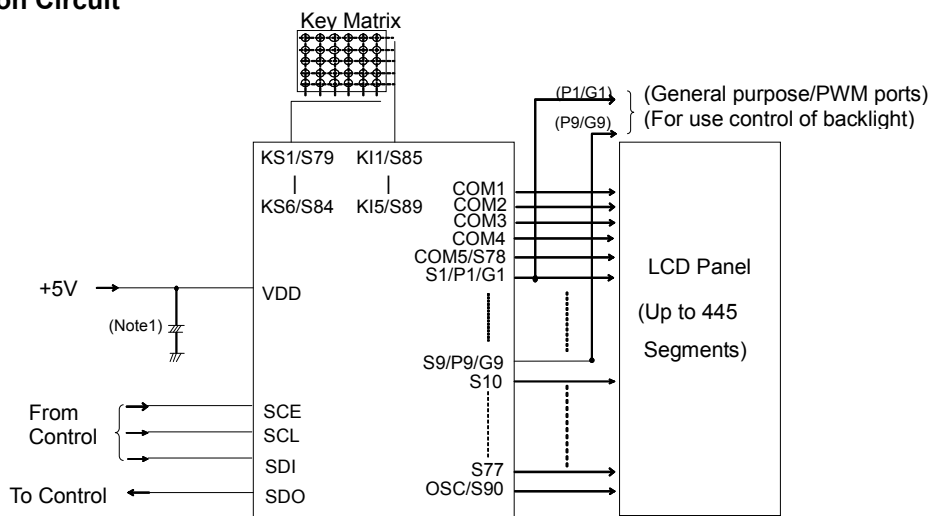 on Circuit
Key Matrix
(P1/G1)
(General purpose/PWM ports)
(P9/G9)
(For use control of backlight)
KS1/S79
KI1/S85
KS6/S84
KI5/S89
COM1
COM2
COM3
COM4
COM5/S78
S1/P1/G1
LCD Panel
(Up to 445
Segments)
+5V
VDD
(Note1)
S9/P9/G9
S10
From
Control
SCE
SCL
SDI
S77
To Control
SDO
OSC/S90